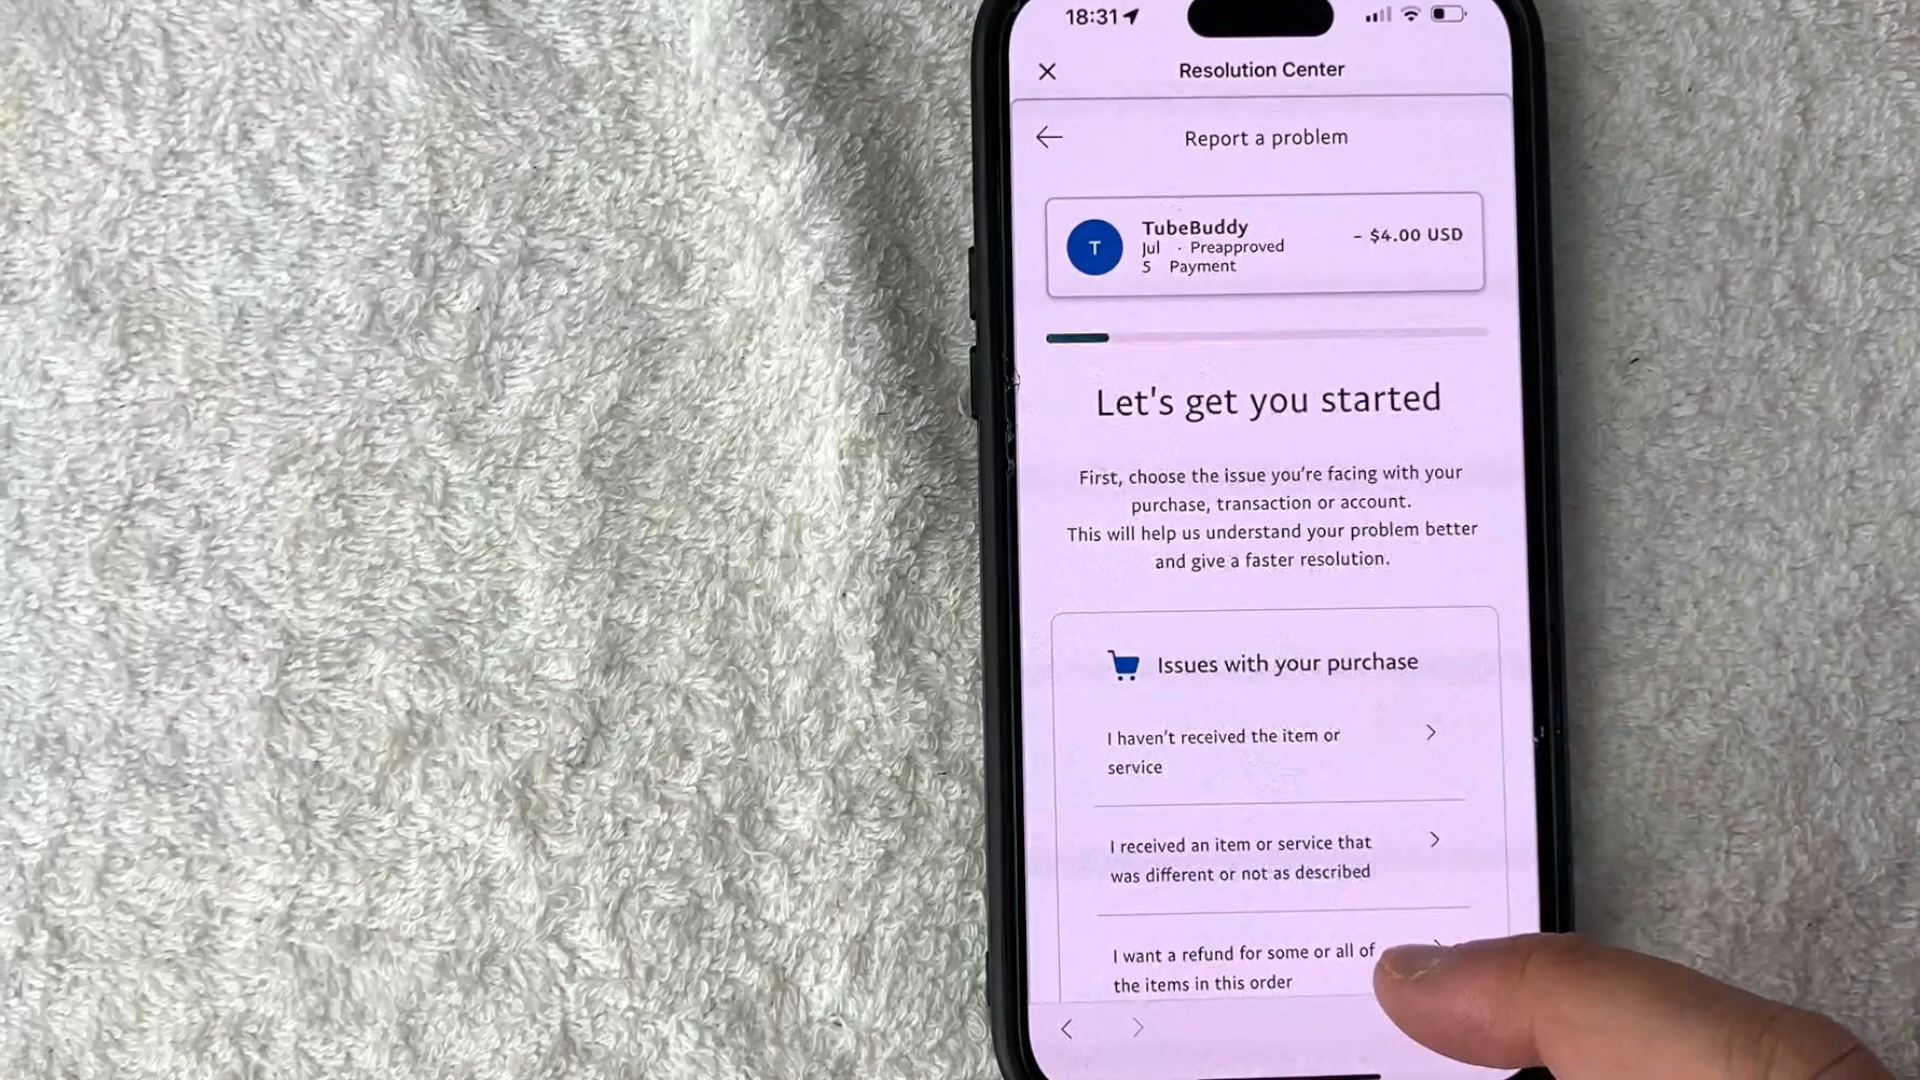 18:31
Resolution Center
Report a problem
T
TubeBuddy
Jul · Preapproved
5 Payment
- $4.00 USD
Let's get you started
First, choose the issue you're facing with your
purchase, transaction or account.
This will help us understand your problem better
and give a faster resolution.
Issues with your purchase
I haven't received the item or
service
I received an item or service that
was different or not as described
I want a refund for some or all of
the items in this order